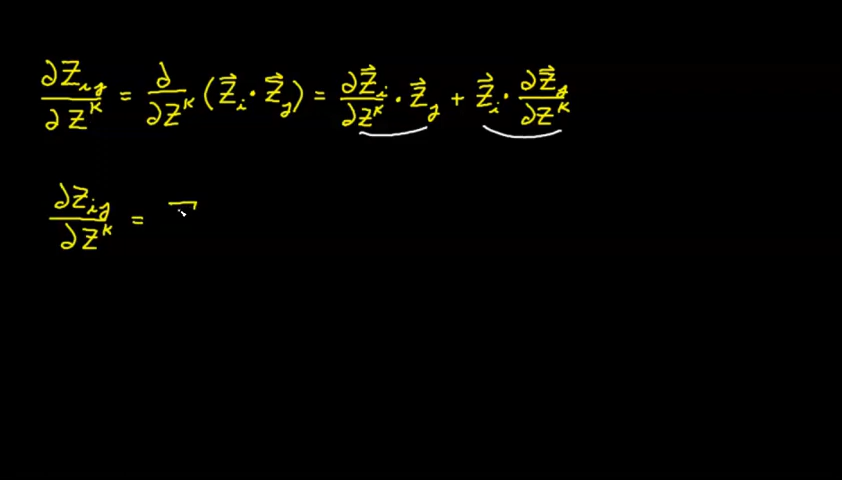 ∂Z_ij/∂Z^k = ∂/∂Z^k (Z⃗_i · Z⃗_j) = ∂Z⃗_i/∂Z^k · Z⃗_j + Z⃗_i · ∂Z⃗_j/∂Z^k
∂Z_ij/∂Z^k =